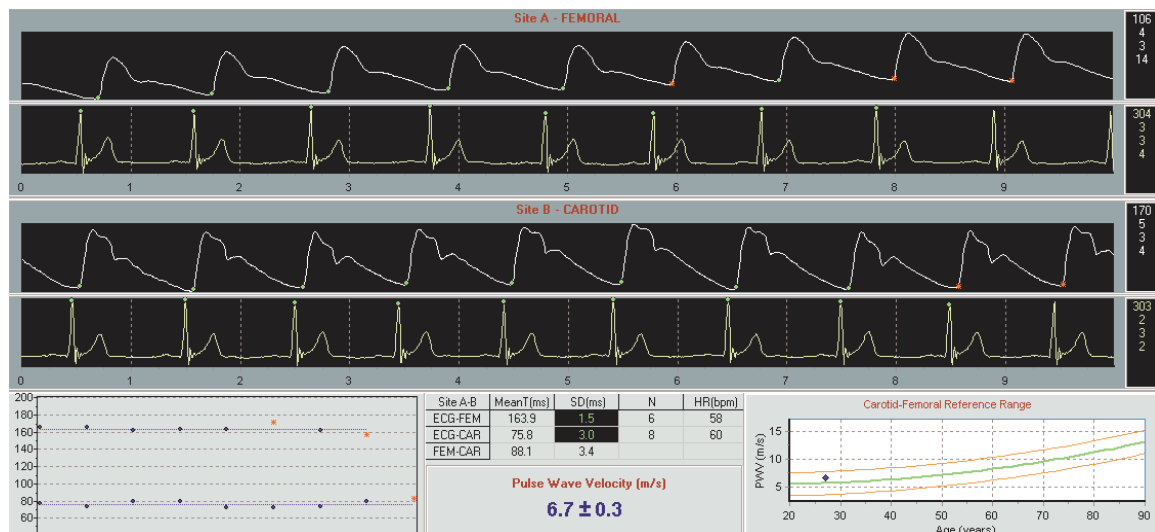 Site A - FEMORAL
106
4
3
14
304
3
3
4
0 1 2 3 4 5 6 7 8 9
Site B - CAROTID
170
5
3
4
303
2
3
2
0 1 2 3 4 5 6 7 8 9
200
180
160
140
120
100
80
60
Site A-B MeanT(ms) SD(ms) N HR(bpm)
ECG-FEM 163.9 1.5 6 58
ECG-CAR 75.8 3.0 8 60
FEM-CAR 88.1 3.4
Pulse Wave Velocity (m/s)
6.7 ± 0.3
Carotid-Femoral Reference Range
PWV (m/s)
15
10
5
20 30 40 50 60 70 80 90
Age (years)